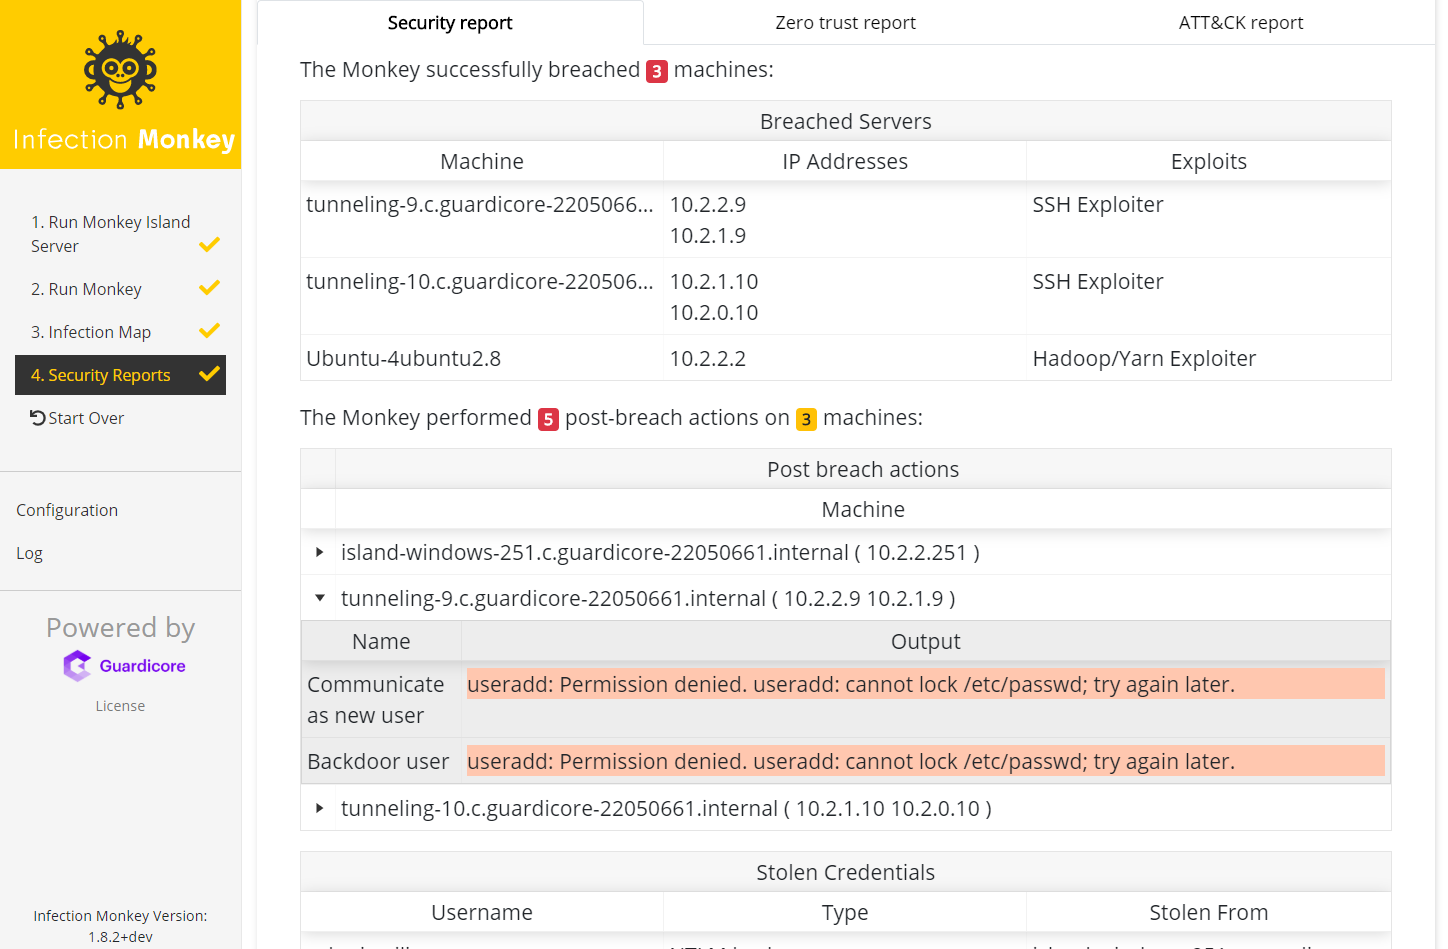 Security report
Zero trust report
ATT&CK report
Infection Monkey
1. Run Monkey Island
Server
2. Run Monkey
3. Infection Map
4. Security Reports
Start Over
Configuration
Log
Powered by
Guardicore
License
Infection Monkey Version:
1.8.2+dev
The Monkey successfully breached 3 machines:
Breached Servers
Machine IP Addresses Exploits
tunneling-9.c.guardicore-2205066... 10.2.2.9 SSH Exploiter
10.2.1.9
tunneling-10.c.guardicore-220506... 10.2.1.10 SSH Exploiter
10.2.0.10
Ubuntu-4ubuntu2.8 10.2.2.2 Hadoop/Yarn Exploiter
The Monkey performed 5 post-breach actions on 3 machines:
Post breach actions
Machine
island-windows-251.c.guardicore-22050661.internal ( 10.2.2.251 )
tunneling-9.c.guardicore-22050661.internal ( 10.2.2.9 10.2.1.9 )
Name Output
Communicate useradd: Permission denied. useradd: cannot lock /etc/passwd; try again later.
as new user
Backdoor user useradd: Permission denied. useradd: cannot lock /etc/passwd; try again later.
tunneling-10.c.guardicore-22050661.internal ( 10.2.1.10 10.2.0.10 )
Stolen Credentials
Username Type Stolen From